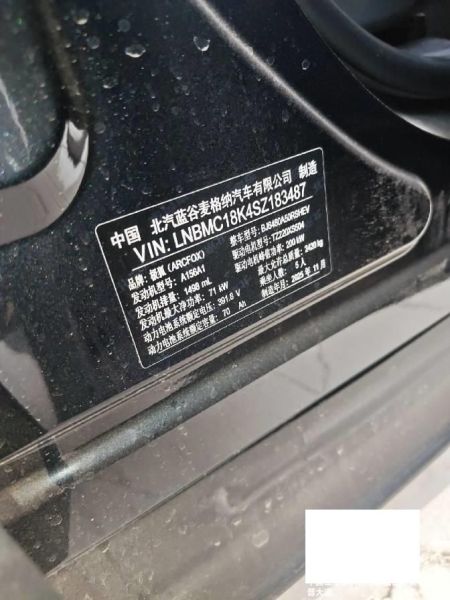 中国 北汽蓝谷麦格纳汽车有限公司 制造
VIN: LNBMC18K4SZ183487
品牌: 极狐 (ARCFOX) 整车型号: BJ6480A50RSHEV
发动机型号: A156A1 驱动电机型号: TZ220XS504
发动机排量: 1498 mL 驱动电机峰值功率: 200 kW
发动机最大净功率: 71 kW 最大允许总质量: 2420 kg
动力电池系统额定电压: 391.6 V 乘坐人数: 5 人
动力电池系统额定容量: 70 Ah 制造年月: 2025 年 11 月